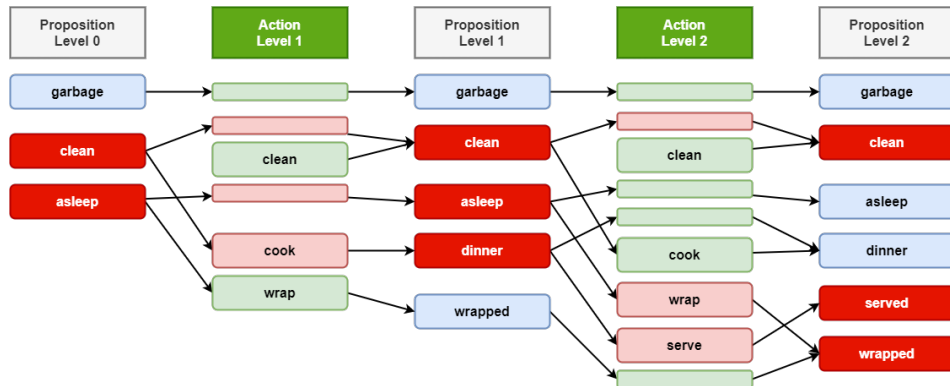 Proposition
Level 0
Action
Level 1
Proposition
Level 1
Action
Level 2
Proposition
Level 2
garbage
garbage
garbage
clean
clean
clean
clean
clean
asleep
asleep
asleep
cook
dinner
cook
dinner
wrap
wrapped
wrap
served
serve
wrapped